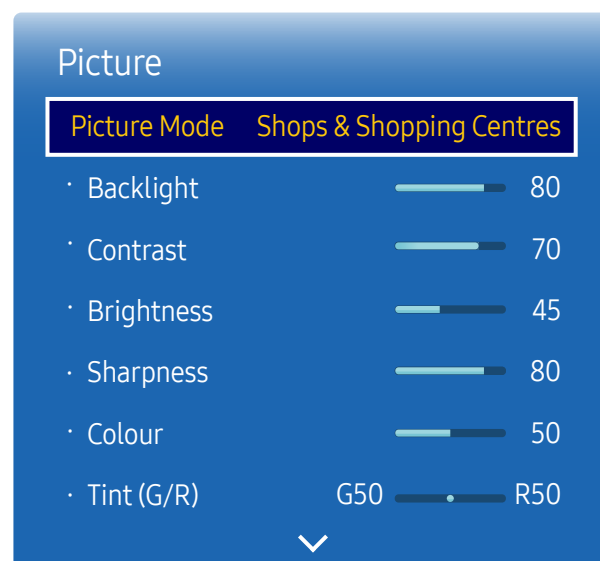 Picture
Picture Mode Shops & Shopping Centres
· Backlight 80
· Contrast 70
· Brightness 45
· Sharpness 80
· Colour 50
· Tint (G/R) G50 R50